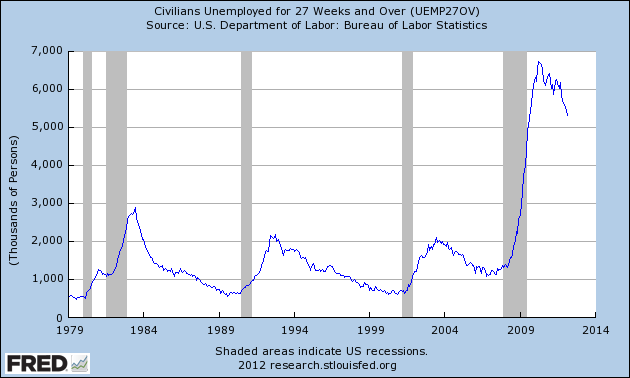 Civilians Unemployed for 27 Weeks and Over (UEMP27OV)
Source: U.S. Department of Labor: Bureau of Labor Statistics
7,000
6,000
5,000
4,000
3,000
2,000
1,000
0
(Thousands of Persons)
1979 1984 1989 1994 1999 2004 2009 2014
Shaded areas indicate US recessions.
2012 research.stlouisfed.org
FRED